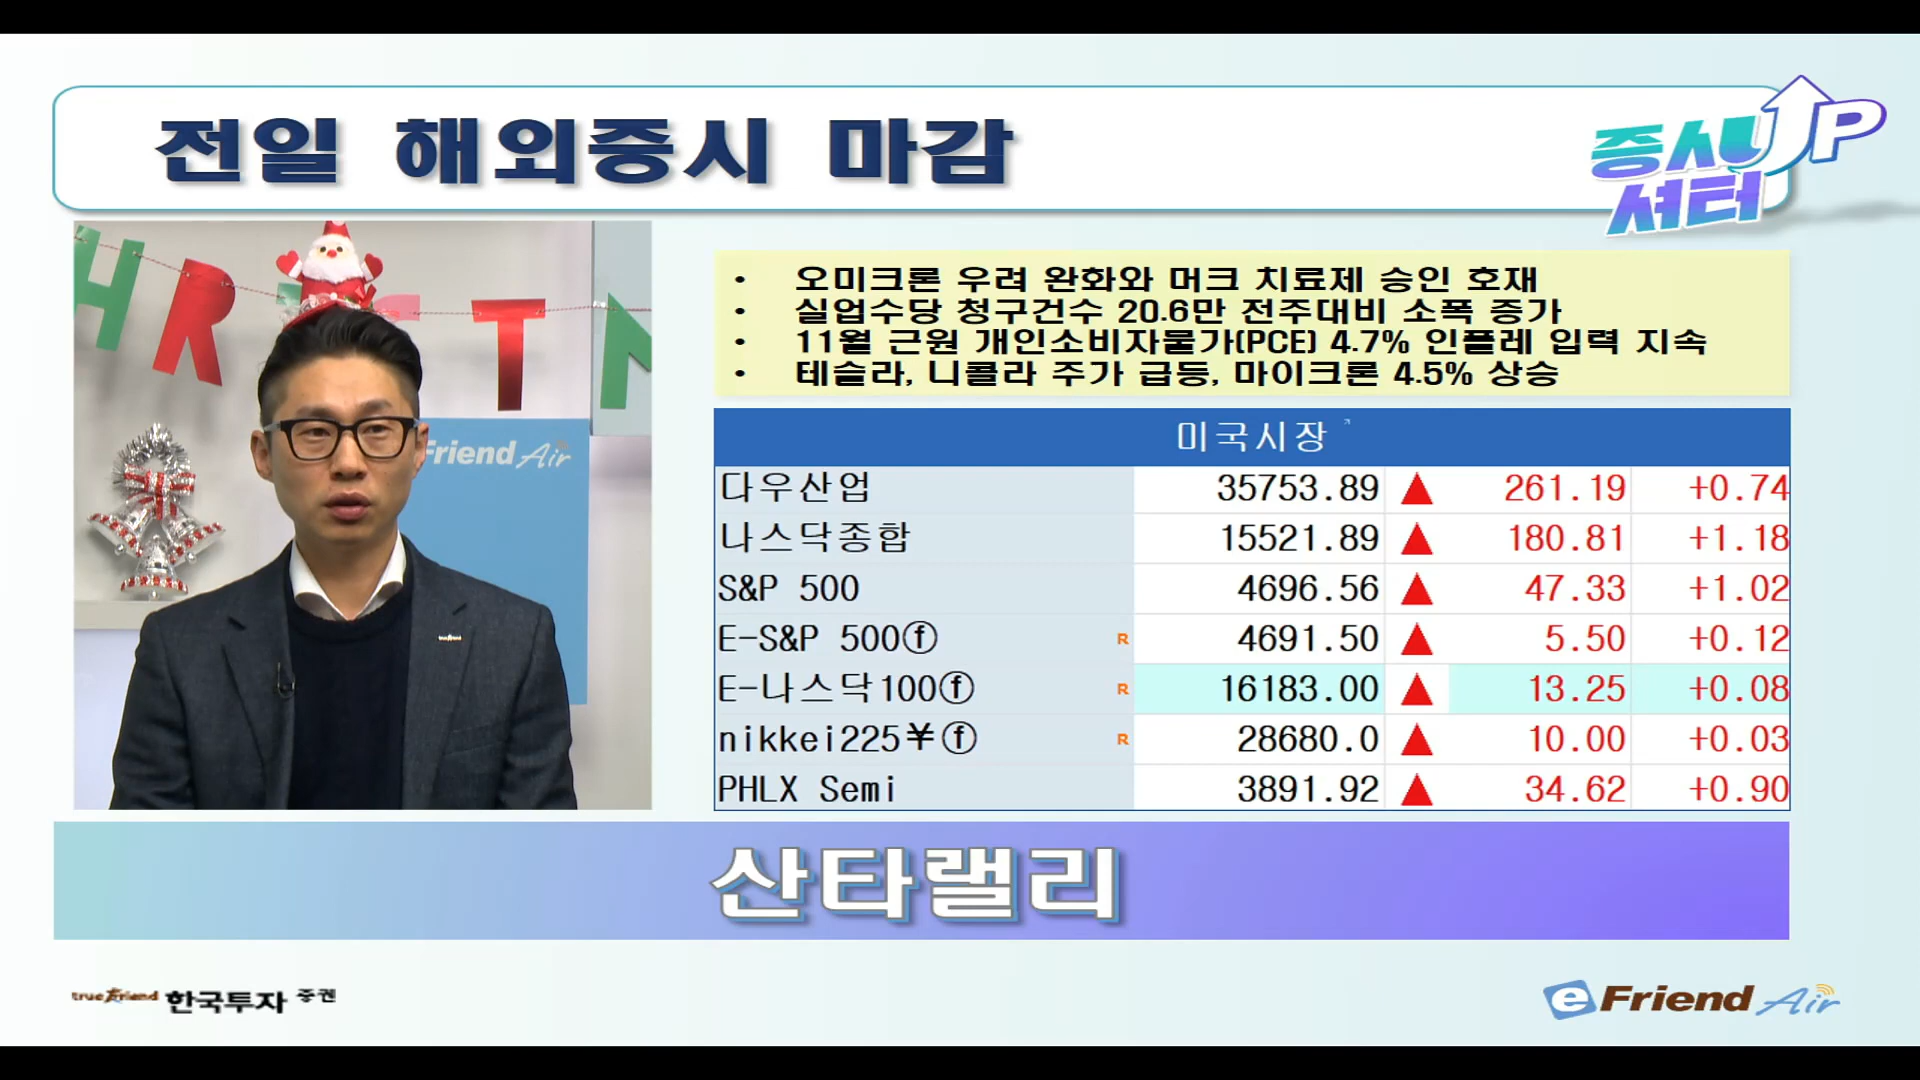 전일 해외증시 마감
증시 UP
셔터
HRISTM
• 오미크론 우려 완화와 머크 치료제 승인 호재
• 실업수당 청구건수 20.6만 전주대비 소폭 증가
• 11월 근원 개인소비자물가(PCE) 4.7% 인플레 입력 지속
• 테슬라, 니콜라 주가 급등, 마이크론 4.5% 상승
Friend Air
미국시장
다우산업 35753.89 ▲ 261.19 +0.74
나스닥종합 15521.89 ▲ 180.81 +1.18
S&P 500 4696.56 ▲ 47.33 +1.02
E-S&P 500ⓕ R 4691.50 ▲ 5.50 +0.12
E-나스닥100ⓕ R 16183.00 ▲ 13.25 +0.08
nikkei225¥ⓕ R 28680.0 ▲ 10.00 +0.03
PHLX Semi 3891.92 ▲ 34.62 +0.90
산타랠리
true Friend 한국투자 증권
e Friend Air